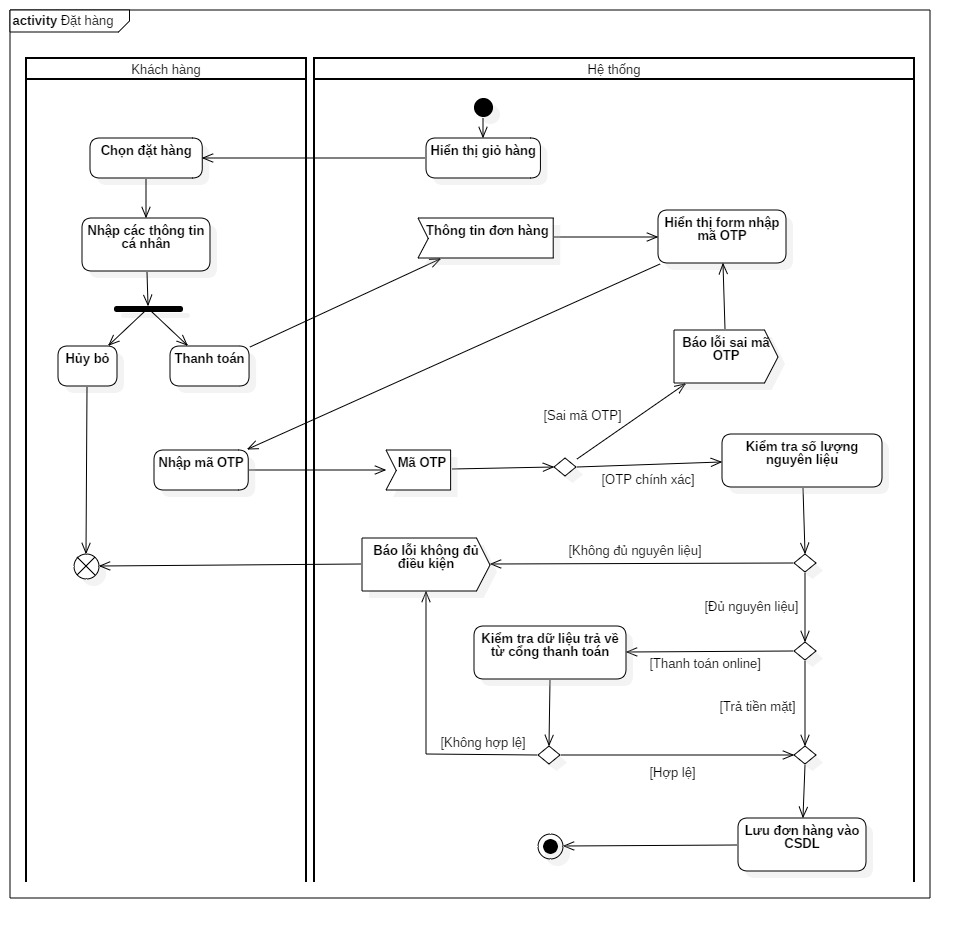 activity Đặt hàng
Khách hàng
Hệ thống
Chọn đặt hàng
Hiển thị giỏ hàng
Nhập các thông tin
cá nhân
Thông tin đơn hàng
Hiển thị form nhập
mã OTP
Hủy bỏ
Thanh toán
Báo lỗi sai mã
OTP
[Sai mã OTP]
Nhập mã OTP
Mã OTP
Kiểm tra số lượng
nguyên liệu
[OTP chính xác]
Báo lỗi không đủ
điều kiện
[Không đủ nguyên liệu]
[Đủ nguyên liệu]
Kiểm tra dữ liệu trả về
từ cổng thanh toán
[Thanh toán online]
[Trả tiền mặt]
[Không hợp lệ]
[Hợp lệ]
Lưu đơn hàng vào
CSDL